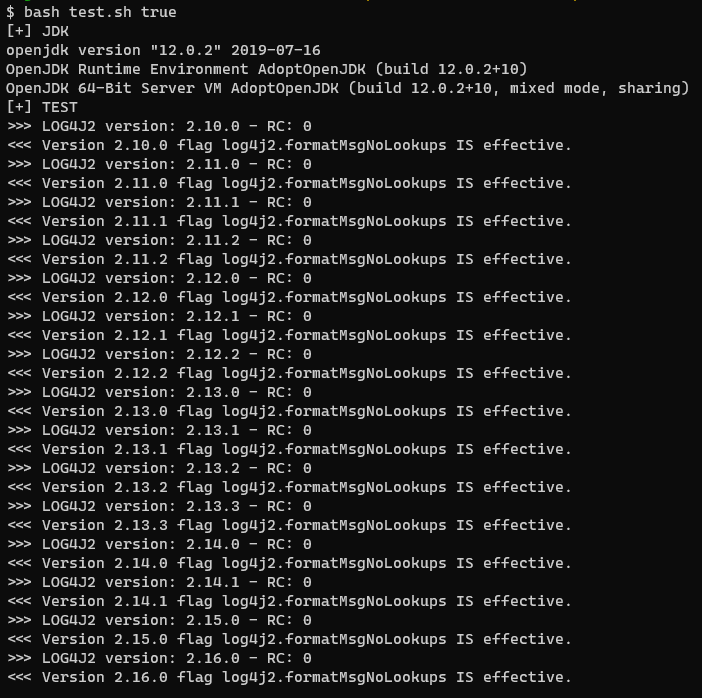 $ bash test.sh true
[+] JDK
openjdk version "12.0.2" 2019-07-16
OpenJDK Runtime Environment AdoptOpenJDK (build 12.0.2+10)
OpenJDK 64-Bit Server VM AdoptOpenJDK (build 12.0.2+10, mixed mode, sharing)
[+] TEST
>>> LOG4J2 version: 2.10.0 - RC: 0
<<< Version 2.10.0 flag log4j2.formatMsgNoLookups IS effective.
>>> LOG4J2 version: 2.11.0 - RC: 0
<<< Version 2.11.0 flag log4j2.formatMsgNoLookups IS effective.
>>> LOG4J2 version: 2.11.1 - RC: 0
<<< Version 2.11.1 flag log4j2.formatMsgNoLookups IS effective.
>>> LOG4J2 version: 2.11.2 - RC: 0
<<< Version 2.11.2 flag log4j2.formatMsgNoLookups IS effective.
>>> LOG4J2 version: 2.12.0 - RC: 0
<<< Version 2.12.0 flag log4j2.formatMsgNoLookups IS effective.
>>> LOG4J2 version: 2.12.1 - RC: 0
<<< Version 2.12.1 flag log4j2.formatMsgNoLookups IS effective.
>>> LOG4J2 version: 2.12.2 - RC: 0
<<< Version 2.12.2 flag log4j2.formatMsgNoLookups IS effective.
>>> LOG4J2 version: 2.13.0 - RC: 0
<<< Version 2.13.0 flag log4j2.formatMsgNoLookups IS effective.
>>> LOG4J2 version: 2.13.1 - RC: 0
<<< Version 2.13.1 flag log4j2.formatMsgNoLookups IS effective.
>>> LOG4J2 version: 2.13.2 - RC: 0
<<< Version 2.13.2 flag log4j2.formatMsgNoLookups IS effective.
>>> LOG4J2 version: 2.13.3 - RC: 0
<<< Version 2.13.3 flag log4j2.formatMsgNoLookups IS effective.
>>> LOG4J2 version: 2.14.0 - RC: 0
<<< Version 2.14.0 flag log4j2.formatMsgNoLookups IS effective.
>>> LOG4J2 version: 2.14.1 - RC: 0
<<< Version 2.14.1 flag log4j2.formatMsgNoLookups IS effective.
>>> LOG4J2 version: 2.15.0 - RC: 0
<<< Version 2.15.0 flag log4j2.formatMsgNoLookups IS effective.
>>> LOG4J2 version: 2.16.0 - RC: 0
<<< Version 2.16.0 flag log4j2.formatMsgNoLookups IS effective.